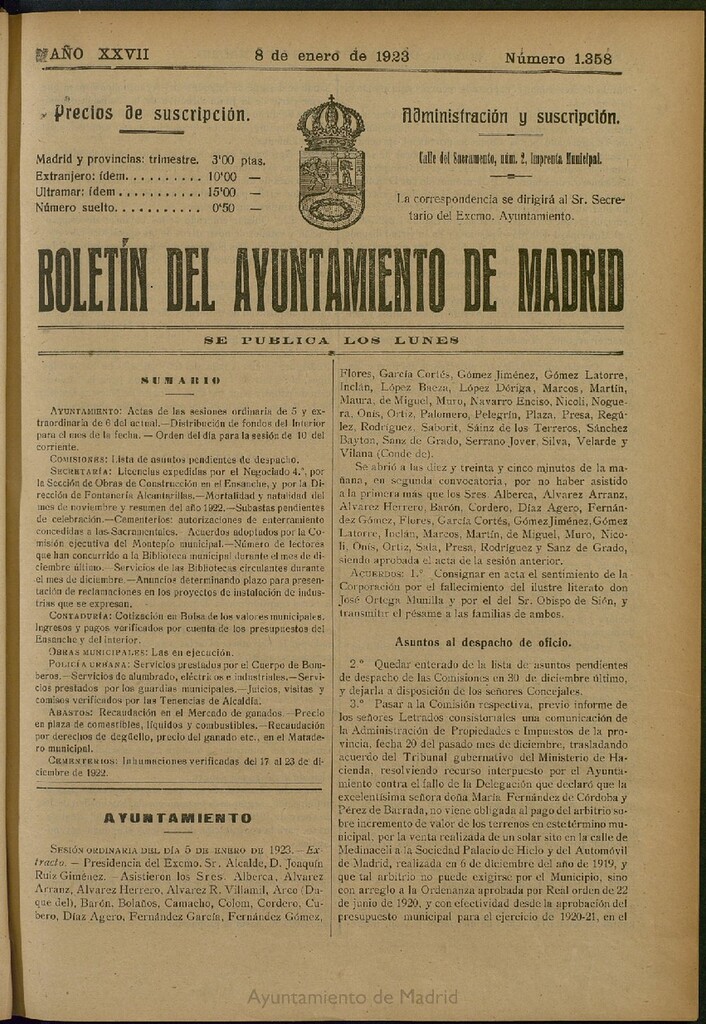 AÑO XXVII
8 de enero de 1923
Número 1.358
Precios de suscripción.
Madrid y provincias: trimestre. 3'00 ptas.
Extranjero: ídem.......... 10'00 —
Ultramar: ídem........... 15'00 —
Número suelto........... 0'50 —
Administración y suscripción.
Calle del Sacramento, núm. 2, Imprenta Municipal.
La correspondencia se dirigirá al Sr. Secre-
tario del Excmo. Ayuntamiento.
BOLETÍN DEL AYUNTAMIENTO DE MADRID
SE PUBLICA LOS LUNES
SUMARIO
AYUNTAMIENTO: Actas de las sesiones ordinaria de 5 y ex-
traordinaria de 6 del actual.—Distribución de fondos del Interior
para el mes de la fecha. — Orden del día para la sesión de 10 del
corriente.
COMISIONES: Lista de asuntos pendientes de despacho.
SECRETARÍA: Licencias expedidas por el Negociado 4.°, por
la Sección de Obras de Construcción en el Ensanche, y por la Di-
rección de Fontanería Alcantarillas.—Mortalidad y natalidad del
mes de noviembre y resumen del año 1922.—Subastas pendientes
de celebración.—Cementerios: autorizaciones de enterramiento
concedidas a las Sacramentales. Acuerdos adoptados por la Co-
misión ejecutiva del Montepío municipal.—Número de lectores
que han concurrido a la Biblioteca municipal durante el mes de di-
ciembre último.—Servicios de las Bibliotecas circulantes durante
el mes de diciembre.—Anuncios determinando plazo para presen-
tación de reclamaciones en los proyectos de instalación de indus-
trias que se expresan.
CONTADURÍA: Cotización en Bolsa de los valores municipales.
Ingresos y pagos verificados por cuenta de los presupuestos del
Ensanche y del interior.
OBRAS MUNICIPALES: Las en ejecución.
POLICÍA URBANA: Servicios prestados por el Cuerpo de Bom-
beros.—Servicios de alumbrado, eléctricos e industriales.—Servi-
cios prestados por los guardias municipales.—Juicios, visitas y
comisos verificados por las Tenencias de Alcaldía.
ABASTOS: Recaudación en el Mercado de ganados.—Precio
en plaza de comestibles, líquidos y combustibles.—Recaudación
por derechos de degüello, precio del ganado etc., en el Matade-
ro municipal.
CEMENTERIOS: Inhumaciones verificadas del 17 al 23 de di-
ciembre de 1922.
AYUNTAMIENTO
SESIÓN ORDINARIA DEL DÍA 5 DE ENERO DE 1923.—Ex-
tracto. — Presidencia del Excmo. Sr. Alcalde, D. Joaquín
Ruiz Giménez. —Asistieron los Sres. Alberca, Alvarez
Arranz, Alvarez Herrero, Alvarez R. Villamil, Arco (Du-
que del), Barón, Bolaños, Camacho, Colom, Cordero, Cu-
bero, Díaz Agero, Fernández García, Fernández Gómez,
Flores, García Cortés, Gómez Jiménez, Gómez Latorre,
Inclán, López Baeza, López Dóriga, Marcos, Martín,
Maura, de Miguel, Muro, Navarro Enciso, Nicoli, Nogue-
ra, Onís, Ortiz, Palomero, Pelegrín, Plaza, Presa, Regú-
lez, Rodríguez, Saborit, Sáinz de los Terreros, Sánchez
Bayton, Sanz de Grado, Serrano Jover, Silva, Velarde y
Vilana (Conde de).
Se abrió a las diez y treinta y cinco minutos de la ma-
ñana, en segunda convocatoria, por no haber asistido
a la primera más que los Sres. Alberca, Alvarez Arranz,
Alvarez Herrero, Barón, Cordero, Díaz Agero, Fernán-
dez Gómez, Flores, García Cortés, Gómez Jiménez, Gómez
Latorre, Inclán, Marcos, Martín, de Miguel, Muro, Nico-
li, Onís, Ortiz, Sala, Presa, Rodríguez y Sanz de Grado,
siendo aprobada el acta de la sesión anterior.
ACUERDOS: 1.° Consignar en acta el sentimiento de la
Corporación por el fallecimiento del ilustre literato don
José Ortega Munilla y por el del Sr. Obispo de Sión, y
transmitir el pésame a las familias de ambos.
Asuntos al despacho de oficio.
2.° Quedar enterado de la lista de asuntos pendientes
de despacho de las Comisiones en 30 de diciembre último,
y dejarla a disposición de los señores Concejales.
3.° Pasar a la Comisión respectiva, previo informe de
los señores Letrados consistoriales una comunicación de
la Administración de Propiedades e Impuestos de la pro-
vincia, fecha 20 del pasado mes de diciembre, trasladando
acuerdo del Tribunal gubernativo del Ministerio de Ha-
cienda, resolviendo recurso interpuesto por el Ayunta-
miento contra el fallo de la Delegación que declaró que la
excelentísima señora doña María Fernández de Córdoba y
Pérez de Barrada, no viene obligada al pago del arbitrio so-
bre incremento de valor de los terrenos en este término mu-
nicipal, por la venta realizada de un solar sito en la calle de
Medinaceli a la Sociedad Palacio de Hielo y del Automóvil
de Madrid, realizada en 6 de diciembre del año de 1919, y
que tal arbitrio no puede exigirse por el Municipio, sino
con arreglo a la Ordenanza aprobada por Real orden de 22
de junio de 1920, y con efectividad desde la aprobación del
presupuesto municipal para el ejercicio de 1920-21, en el
Ayuntamiento de Madrid